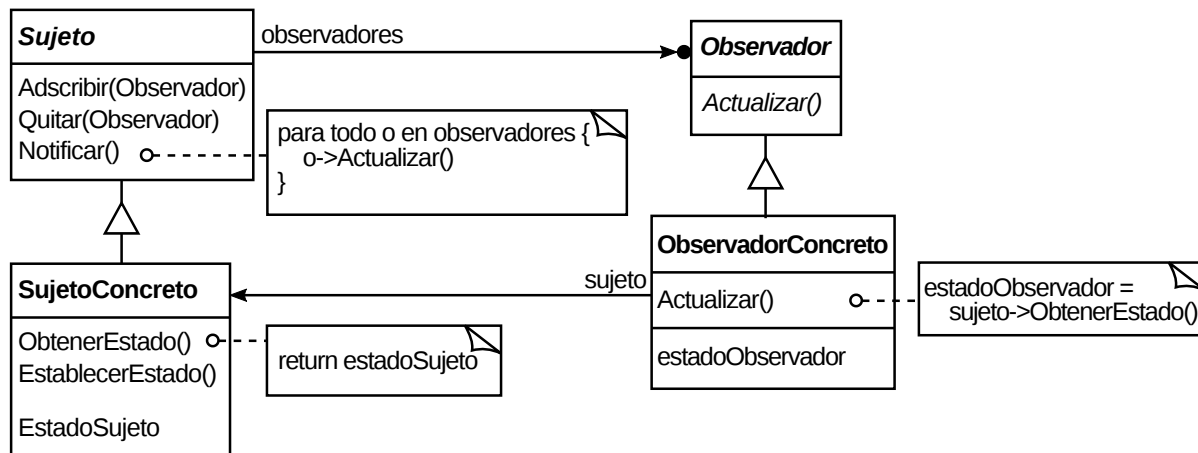 Sujeto
Adscribir(Observador)
Quitar(Observador)
Notificar()
observadores
Observador
Actualizar()
para todo o en observadores {
o->Actualizar()
}
SujetoConcreto
ObtenerEstado()
EstablecerEstado()
EstadoSujeto
return estadoSujeto
sujeto
ObservadorConcreto
Actualizar()
estadoObservador
estadoObservador =
sujeto->ObtenerEstado()